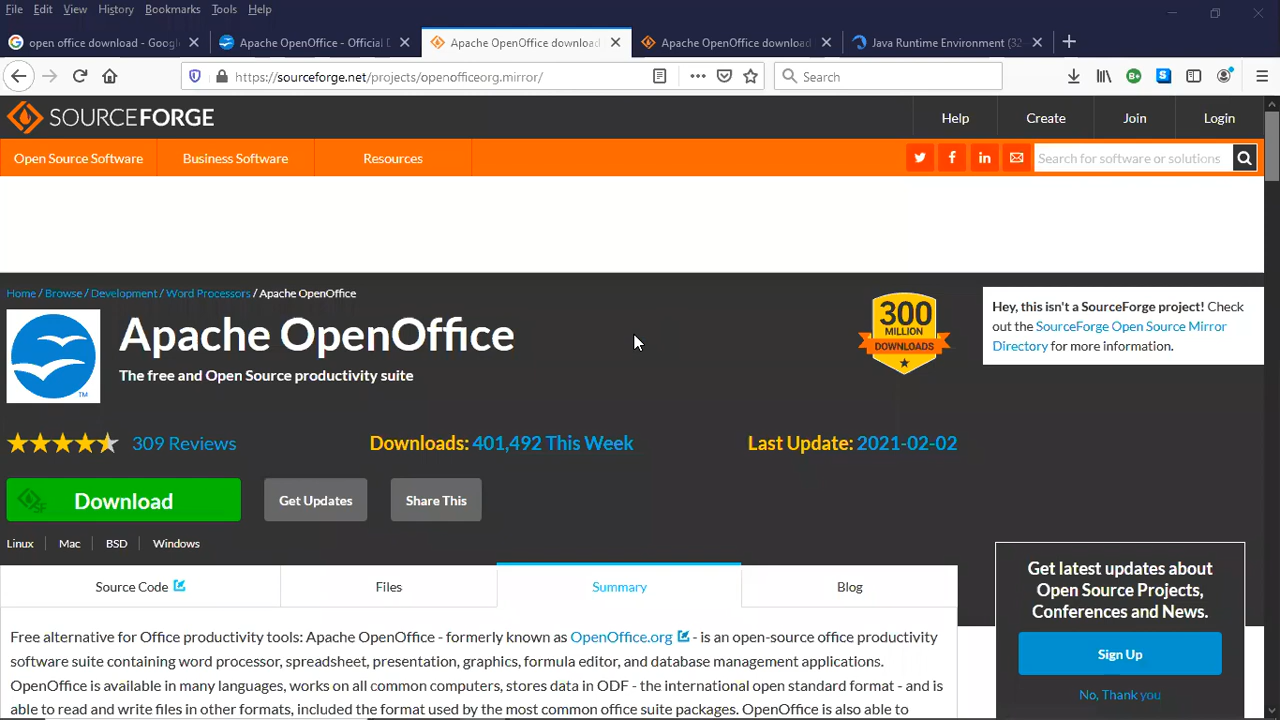 File Edit View History Bookmarks Tools Help
open office download - Googl
Apache OpenOffice - Official D
Apache OpenOffice download
Apache OpenOffice download
Java Runtime Environment (32
https://sourceforge.net/projects/openofficeorg.mirror/
Search
SOURCEFORGE
Help Create Join Login
Open Source Software Business Software Resources
Search for software or solutions
Home / Browse / Development / Word Processors / Apache OpenOffice
Apache OpenOffice
The free and Open Source productivity suite
TM
300
MILLION
DOWNLOADS
Hey, this isn't a SourceForge project! Check
out the SourceForge Open Source Mirror
Directory for more information.
309 Reviews Downloads: 401,492 This Week Last Update: 2021-02-02
SF Download Get Updates Share This
Linux Mac BSD Windows
Source Code Files Summary Blog
Free alternative for Office productivity tools: Apache OpenOffice - formerly known as OpenOffice.org - is an open-source office productivity
software suite containing word processor, spreadsheet, presentation, graphics, formula editor, and database management applications.
OpenOffice is available in many languages, works on all common computers, stores data in ODF - the international open standard format - and is
able to read and write files in other formats, included the format used by the most common office suite packages. OpenOffice is also able to
Get latest updates about
Open Source Projects,
Conferences and News.
Sign Up
No, Thank you